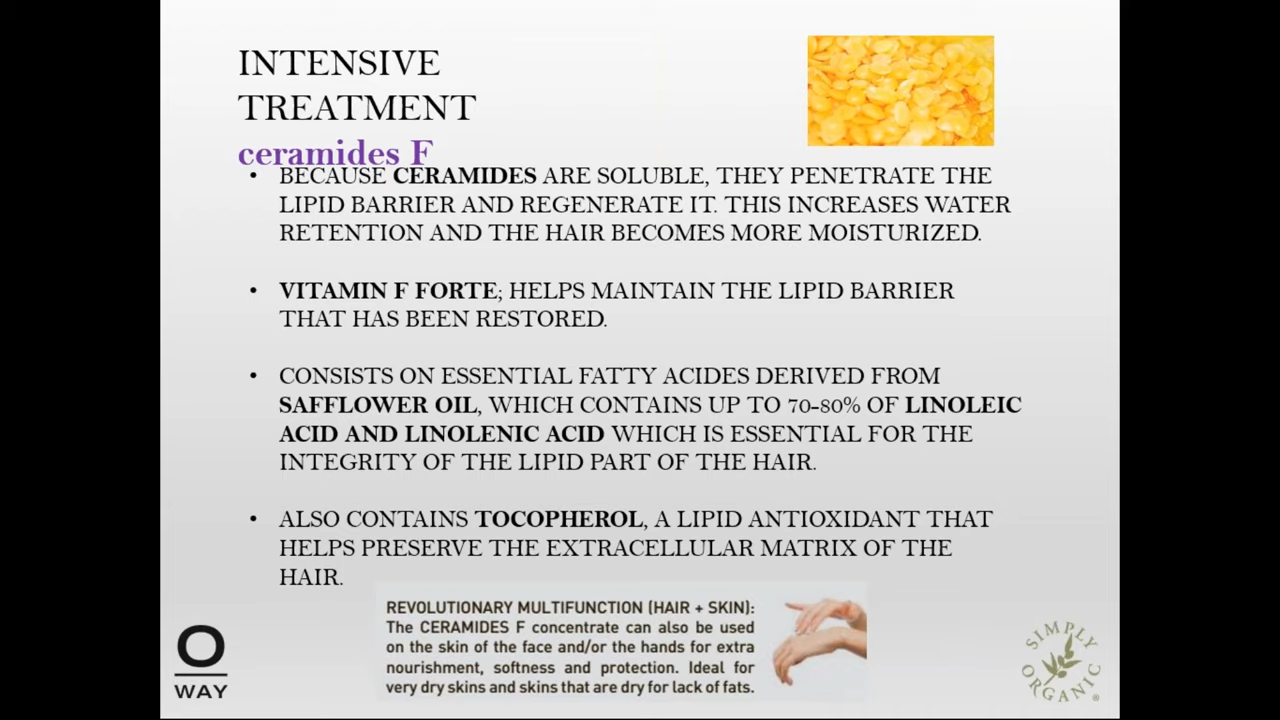 INTENSIVE
TREATMENT
ceramides F
• BECAUSE CERAMIDES ARE SOLUBLE, THEY PENETRATE THE
LIPID BARRIER AND REGENERATE IT. THIS INCREASES WATER
RETENTION AND THE HAIR BECOMES MORE MOISTURIZED.
• VITAMIN F FORTE; HELPS MAINTAIN THE LIPID BARRIER
THAT HAS BEEN RESTORED.
• CONSISTS ON ESSENTIAL FATTY ACIDES DERIVED FROM
SAFFLOWER OIL, WHICH CONTAINS UP TO 70-80% OF LINOLEIC
ACID AND LINOLENIC ACID WHICH IS ESSENTIAL FOR THE
INTEGRITY OF THE LIPID PART OF THE HAIR.
• ALSO CONTAINS TOCOPHEROL, A LIPID ANTIOXIDANT THAT
HELPS PRESERVE THE EXTRACELLULAR MATRIX OF THE
HAIR.
REVOLUTIONARY MULTIFUNCTION (HAIR + SKIN):
The CERAMIDES F concentrate can also be used
on the skin of the face and/or the hands for extra
nourishment, softness and protection. Ideal for
very dry skins and skins that are dry for lack of fats.
O
WAY
SIMPLY
ORGANIC®